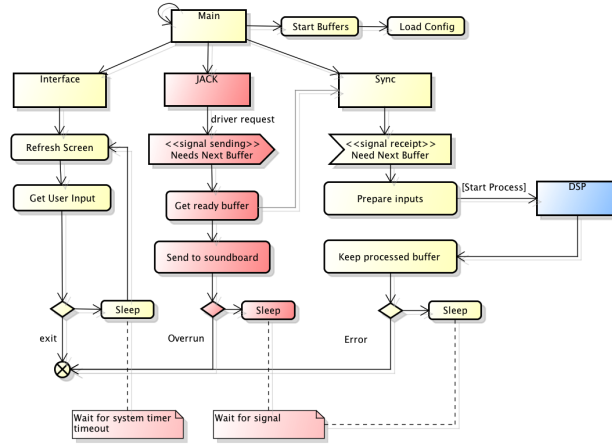 Main
Start Buffers
Load Config
Interface
JACK
Sync
driver request
Refresh Screen
<<signal sending>>
Needs Next Buffer
<<signal receipt>>
Need Next Buffer
Get User Input
Get ready buffer
Prepare inputs
[Start Process]
DSP
Send to soundboard
Keep processed buffer
Sleep
Sleep
Sleep
exit
Overrun
Error
Wait for system timer
timeout
Wait for signal